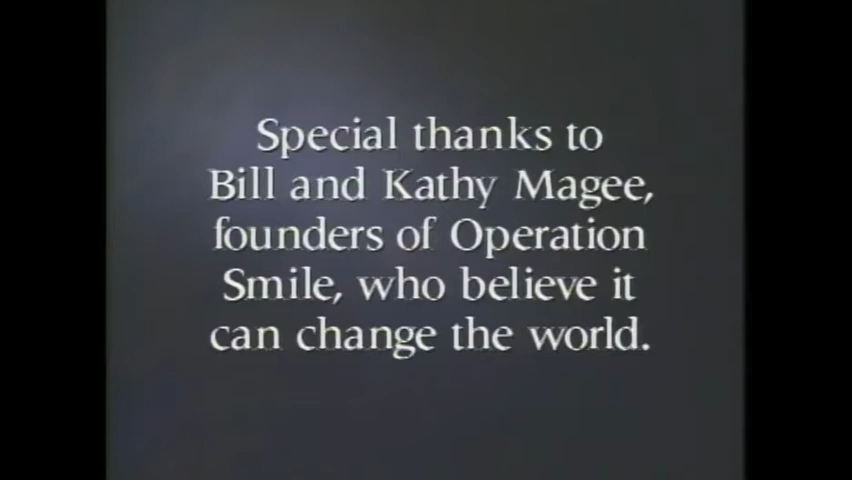 Special thanks to
Bill and Kathy Magee,
founders of Operation
Smile, who believe it
can change the world.